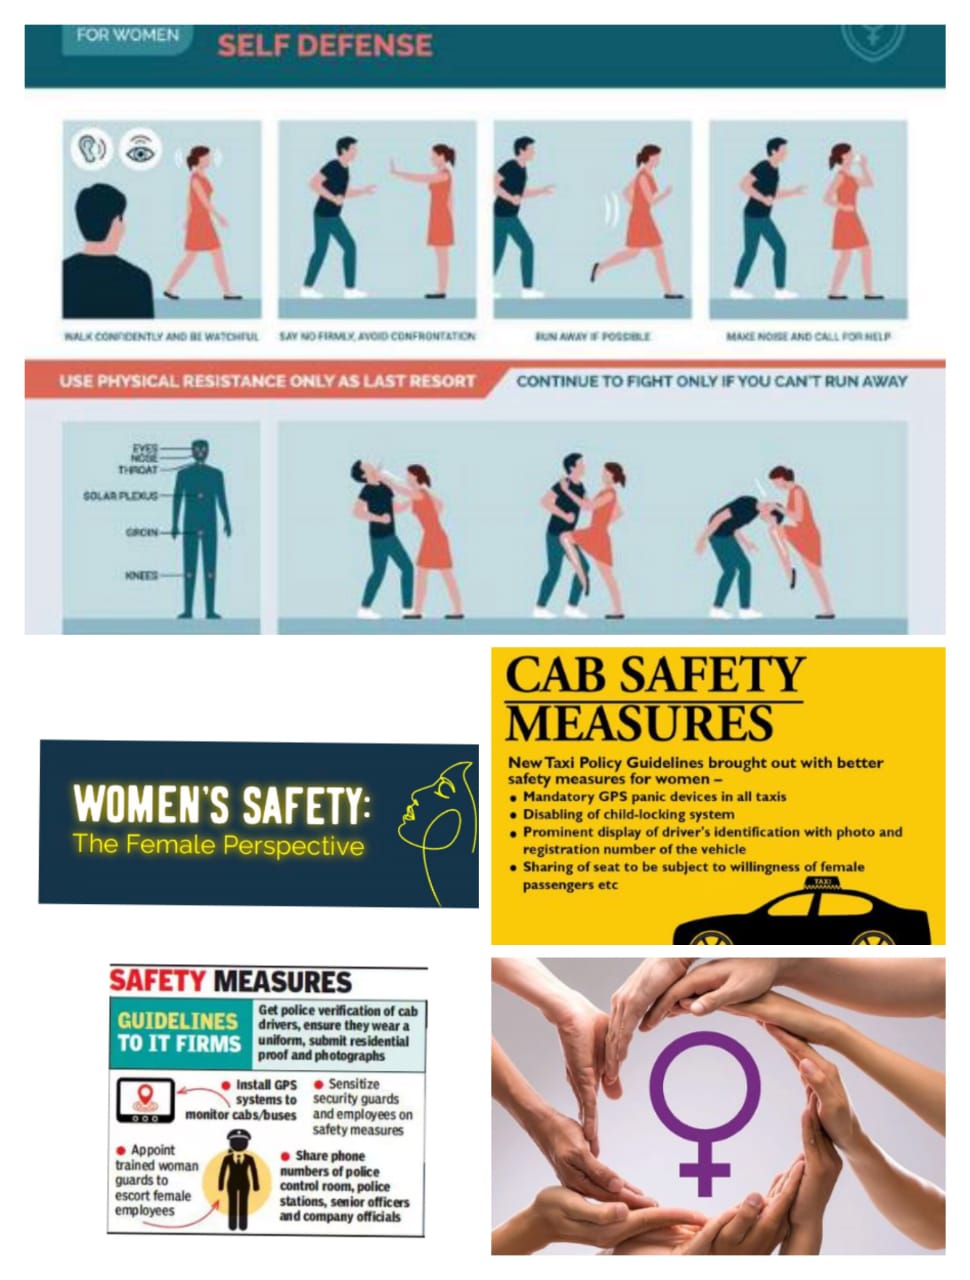 FOR WOMEN
SELF DEFENSE
WALK CONFIDENTLY AND BE WATCHFUL
SAY NO FIRMLY, AVOID CONFRONTATION
RUN AWAY IF POSSIBLE
MAKE NOISE AND CALL FOR HELP
USE PHYSICAL RESISTANCE ONLY AS LAST RESORT
CONTINUE TO FIGHT ONLY IF YOU CAN'T RUN AWAY
EYES
NOSE
THROAT
SOLAR PLEXUS
GROIN
KNEES
WOMEN'S SAFETY:
The Female Perspective
CAB SAFETY
MEASURES
New Taxi Policy Guidelines brought out with better
safety measures for women –
• Mandatory GPS panic devices in all taxis
• Disabling of child-locking system
• Prominent display of driver's identification with photo and
registration number of the vehicle
• Sharing of seat to be subject to willingness of female
passengers etc
TAXI
SAFETY MEASURES
GUIDELINES
TO IT FIRMS
Get police verification of cab
drivers, ensure they wear a
uniform, submit residential
proof and photographs
• Install GPS
systems to
monitor cabs/buses
• Sensitize
security guards
and employees on
safety measures
• Appoint
trained woman
guards to
escort female
employees
• Share phone
numbers of police
control room, police
stations, senior officers
and company officials